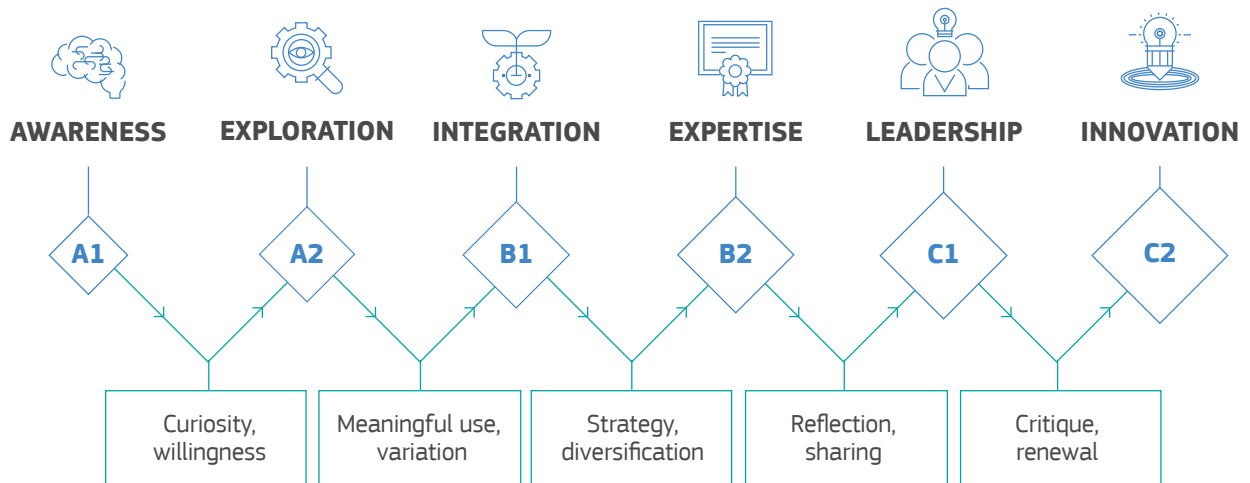 AWARENESS
EXPLORATION
INTEGRATION
EXPERTISE
LEADERSHIP
INNOVATION
A1
A2
B1
B2
C1
C2
Curiosity,
willingness
Meaningful use,
variation
Strategy,
diversification
Reflection,
sharing
Critique,
renewal